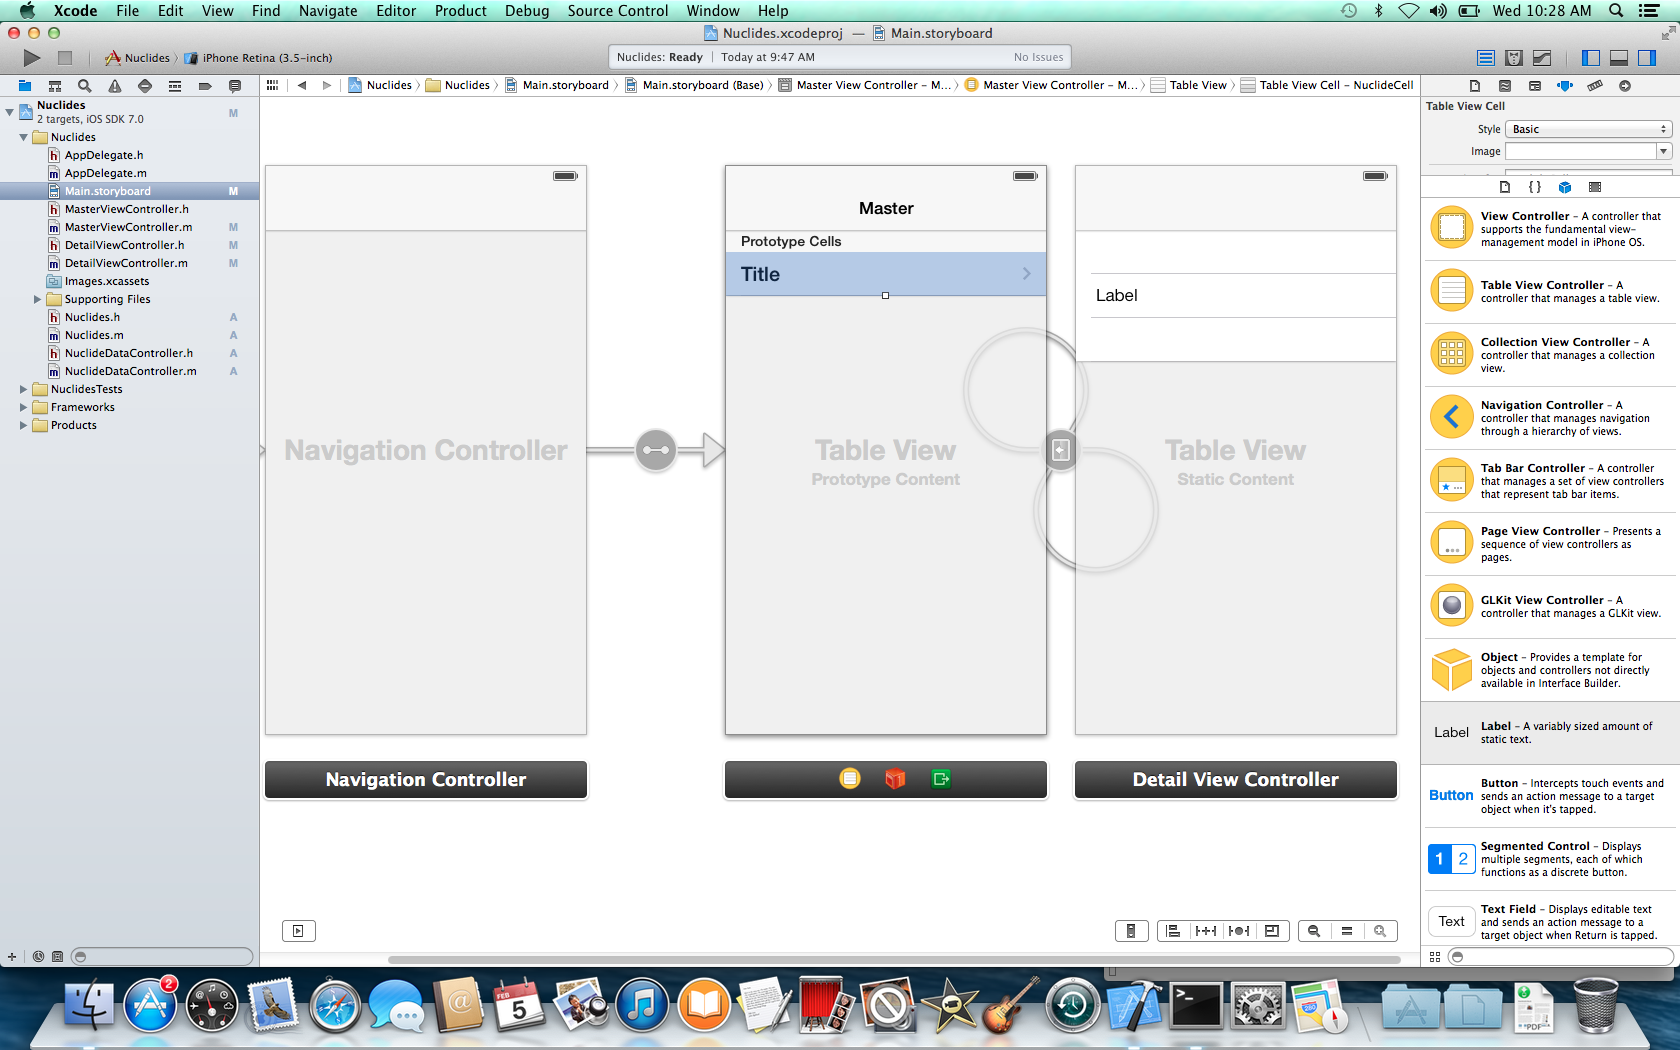 Xcode File Edit View Find Navigate Editor Product Debug Source Control Window Help Wed 10:28 AM
Nuclides.xcodeproj — Main.storyboard
Nuclides › iPhone Retina (3.5-inch)
Nuclides: Ready Today at 9:47 AM No Issues
Nuclides Nuclides Main.storyboard Main.storyboard (Base) Master View Controller – M... Master View Controller – M... Table View Table View Cell – NuclideCell
Nuclides M
2 targets, iOS SDK 7.0
Nuclides
AppDelegate.h
AppDelegate.m
Main.storyboard M
MasterViewController.h
MasterViewController.m M
DetailViewController.h M
DetailViewController.m M
Images.xcassets
Supporting Files
Nuclides.h A
Nuclides.m A
NuclideDataController.h A
NuclideDataController.m A
NuclidesTests
Frameworks
Products
Navigation Controller
Navigation Controller
Master
Prototype Cells
Title
Table View
Prototype Content
Label
Table View
Static Content
Detail View Controller
Table View Cell
Style Basic
Image
{ }
View Controller – A controller that
supports the fundamental view-
management model in iPhone OS.
Table View Controller – A
controller that manages a table view.
Collection View Controller – A
controller that manages a collection
view.
Navigation Controller – A
controller that manages navigation
through a hierarchy of views.
Tab Bar Controller – A controller
that manages a set of view controllers
that represent tab bar items.
Page View Controller – Presents a
sequence of view controllers as
pages.
GLKit View Controller – A
controller that manages a GLKit view.
Object – Provides a template for
objects and controllers not directly
available in Interface Builder.
Label
Label – A variably sized amount of
static text.
Button
Button – Intercepts touch events and
sends an action message to a target
object when it's tapped.
1 2
Segmented Control – Displays
multiple segments, each of which
functions as a discrete button.
Text
Text Field – Displays editable text
and sends an action message to a
target object when Return is tapped.
2
FEB
5
PDF